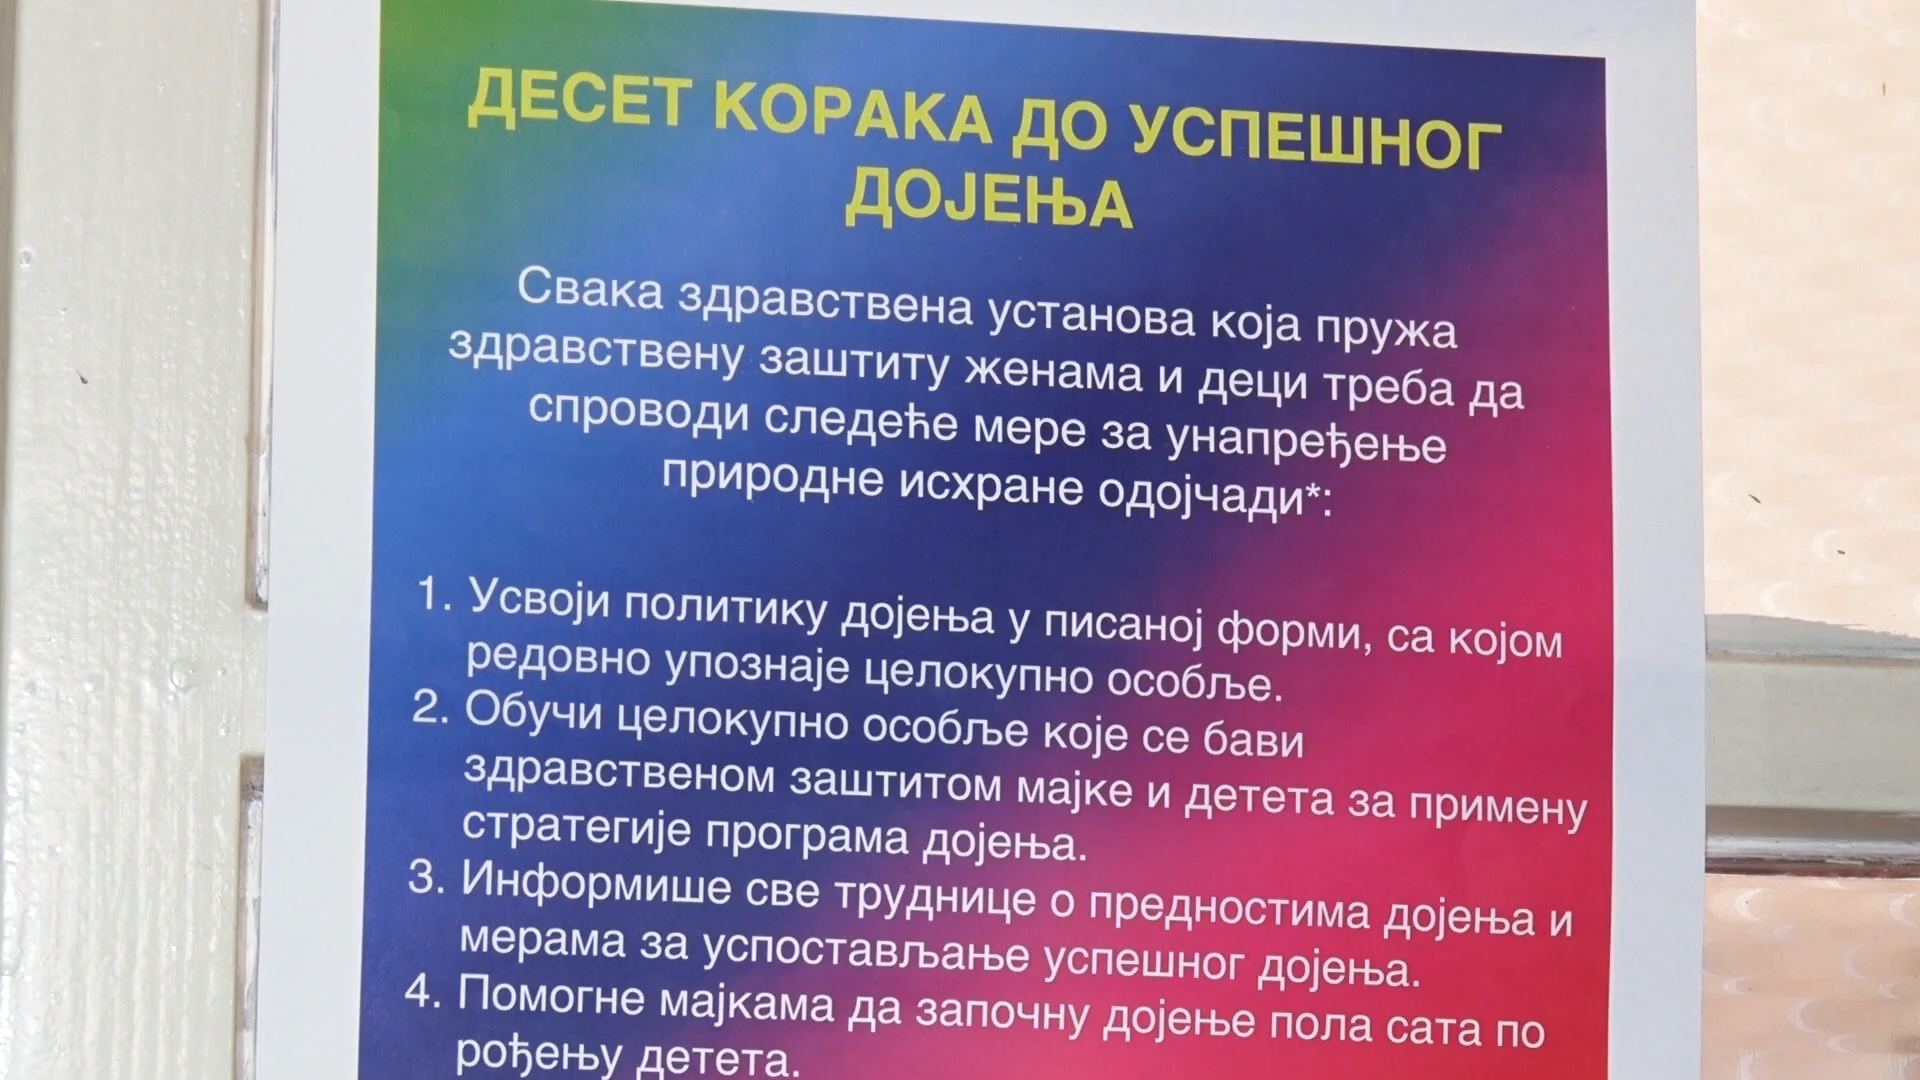 ДЕСЕТ КОРАКА ДО УСПЕШНОГ
ДОЈЕЊА
Свака здравствена установа која пружа
здравствену заштиту женама и деци треба да
спроводи следеће мере за унапређење
природне исхране одојчади*:
1. Усвоји политику дојења у писаној форми, са којом
редовно упознаје целокупно особље.
2. Обучи целокупно особље које се бави
здравственом заштитом мајке и детета за примену
стратегије програма дојења.
3. Информише све труднице о предностима дојења и
мерама за успостављање успешног дојења.
4. Помогне мајкама да започну дојење пола сата по
рођењу детета.